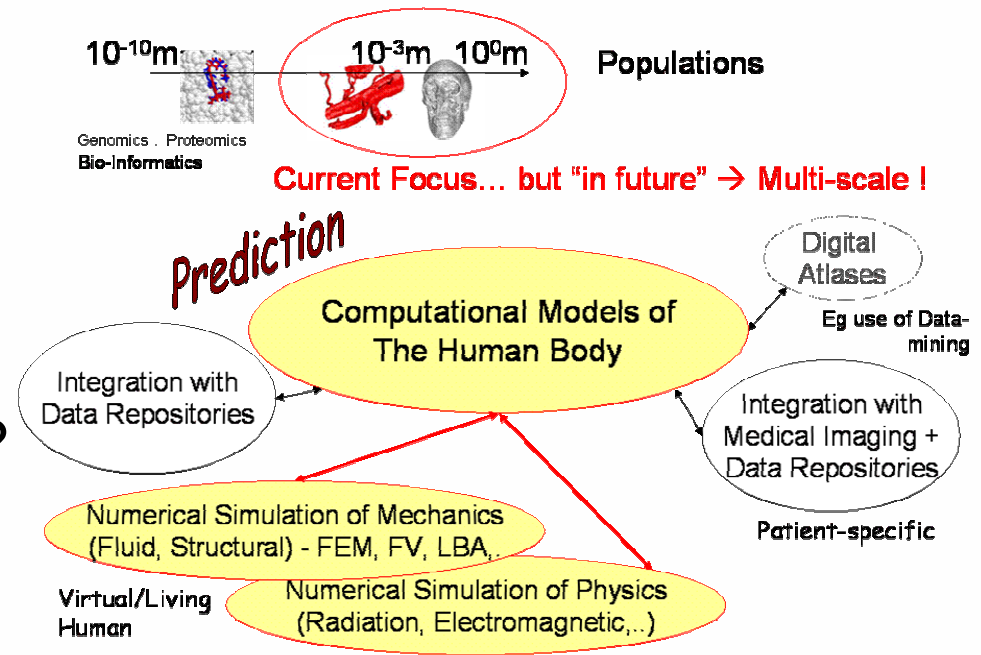 10⁻¹⁰m 10⁻³m 10⁰m Populations
Genomics . Proteomics
Bio-Informatics
Current Focus... but “in future” → Multi-scale !
Prediction
Digital
Atlases
Computational Models of
The Human Body
Eg use of Data-
mining
Integration with
Data Repositories
Integration with
Medical Imaging +
Data Repositories
Patient-specific
Numerical Simulation of Mechanics
(Fluid, Structural) - FEM, FV, LBA,.
Numerical Simulation of Physics
(Radiation, Electromagnetic,..)
Virtual/Living
Human